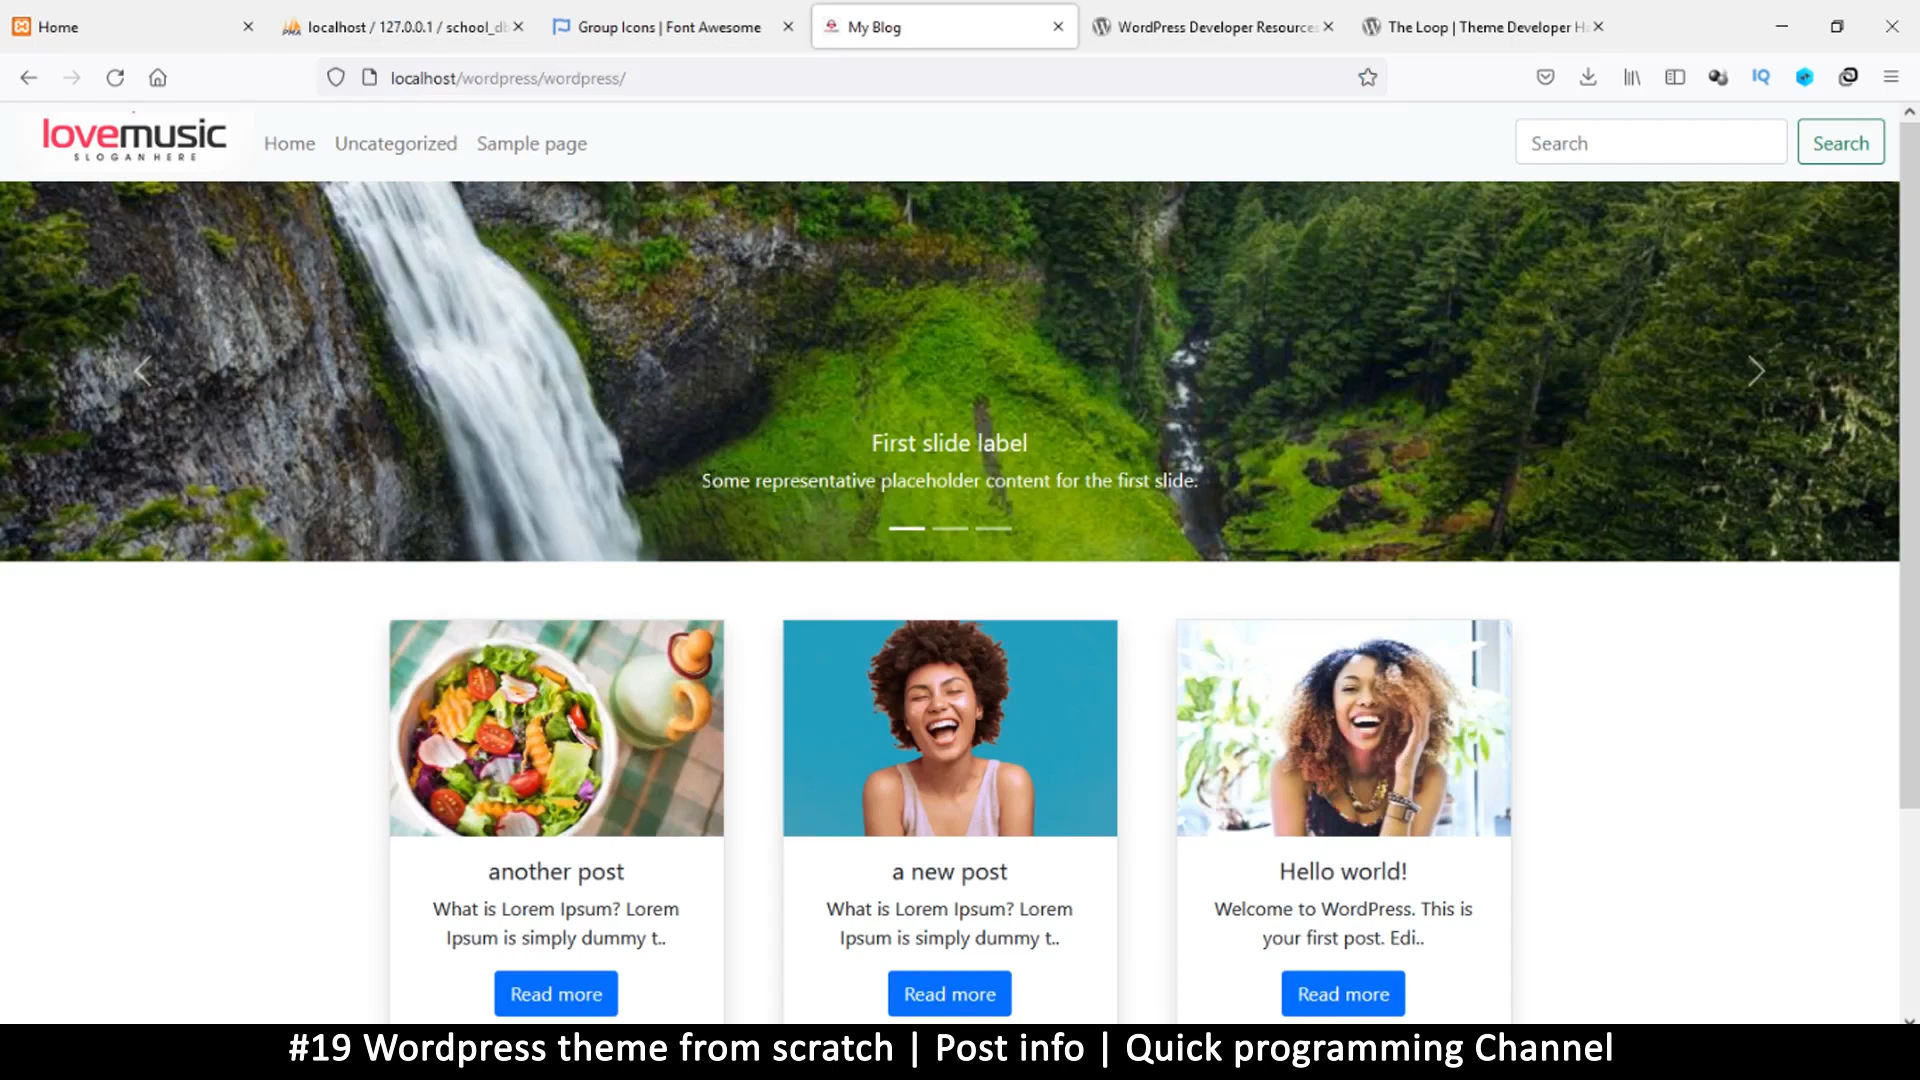 Home
localhost / 127.0.0.1 / school_db
Group Icons | Font Awesome
My Blog
WordPress Developer Resources
The Loop | Theme Developer H
localhost/wordpress/wordpress/
IQ
lovemusic
SLOGAN HERE
Home
Uncategorized
Sample page
Search
Search
First slide label
Some representative placeholder content for the first slide.
another post
What is Lorem Ipsum? Lorem
Ipsum is simply dummy t..
Read more
a new post
What is Lorem Ipsum? Lorem
Ipsum is simply dummy t..
Read more
Hello world!
Welcome to WordPress. This is
your first post. Edi..
Read more
#19 Wordpress theme from scratch | Post info | Quick programming Channel